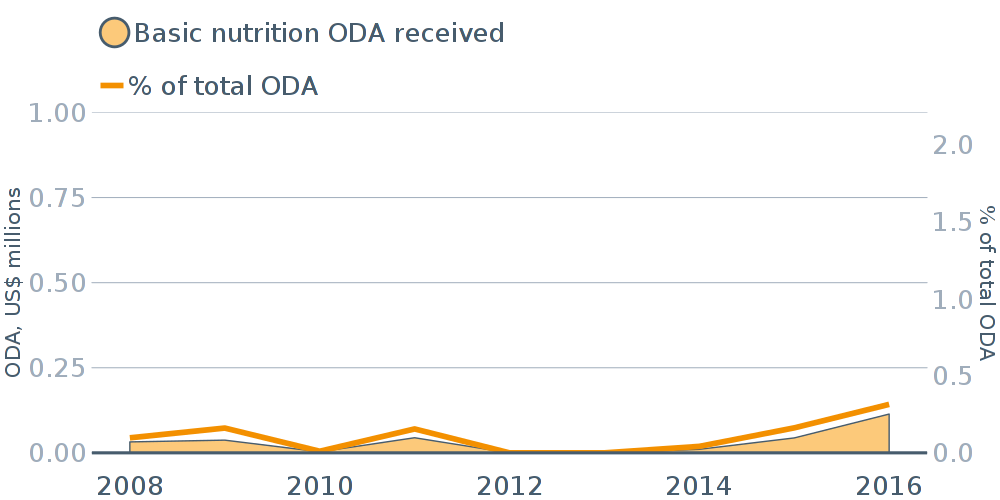 Basic nutrition ODA received
% of total ODA
1.00
0.75
0.50
0.25
0.00
ODA, US$ millions
2.0
1.5
1.0
0.5
0.0
% of total ODA
2008 2010 2012 2014 2016